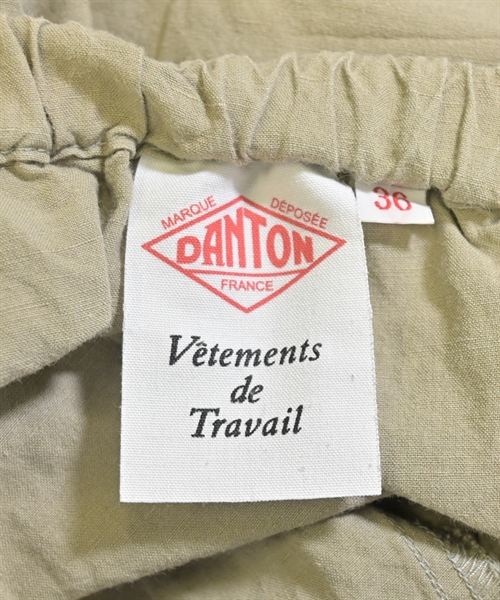 MARQUE DÉPOSÉE
DANTON
FRANCE
Vêtements
de
Travail
36